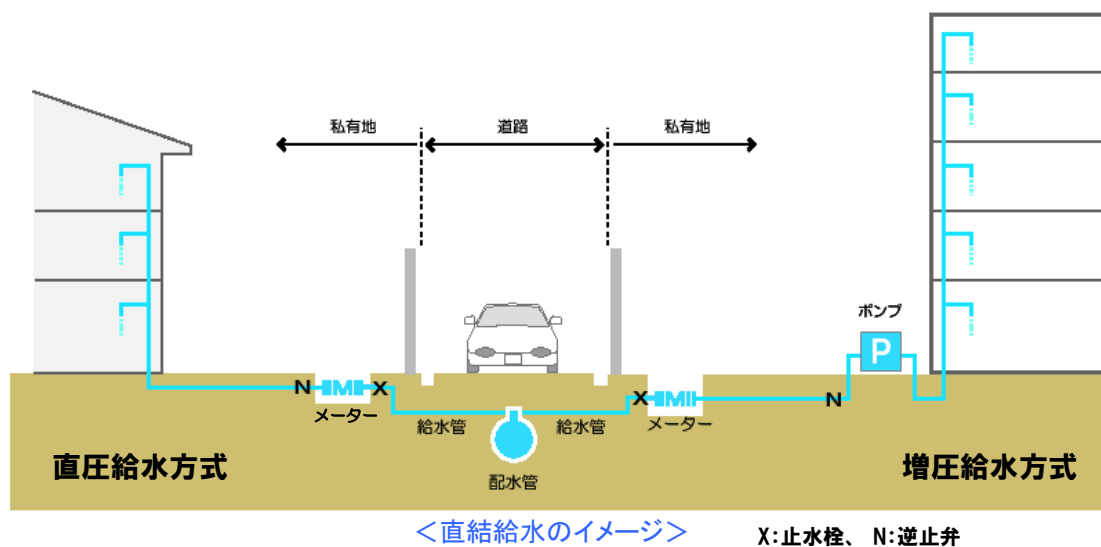 私有地
道路
私有地
ポンプ
P
N
M
X
X
M
N
メーター
給水管
給水管
メーター
直圧給水方式
配水管
増圧給水方式
＜直結給水のイメージ＞
X：止水栓、 N：逆止弁